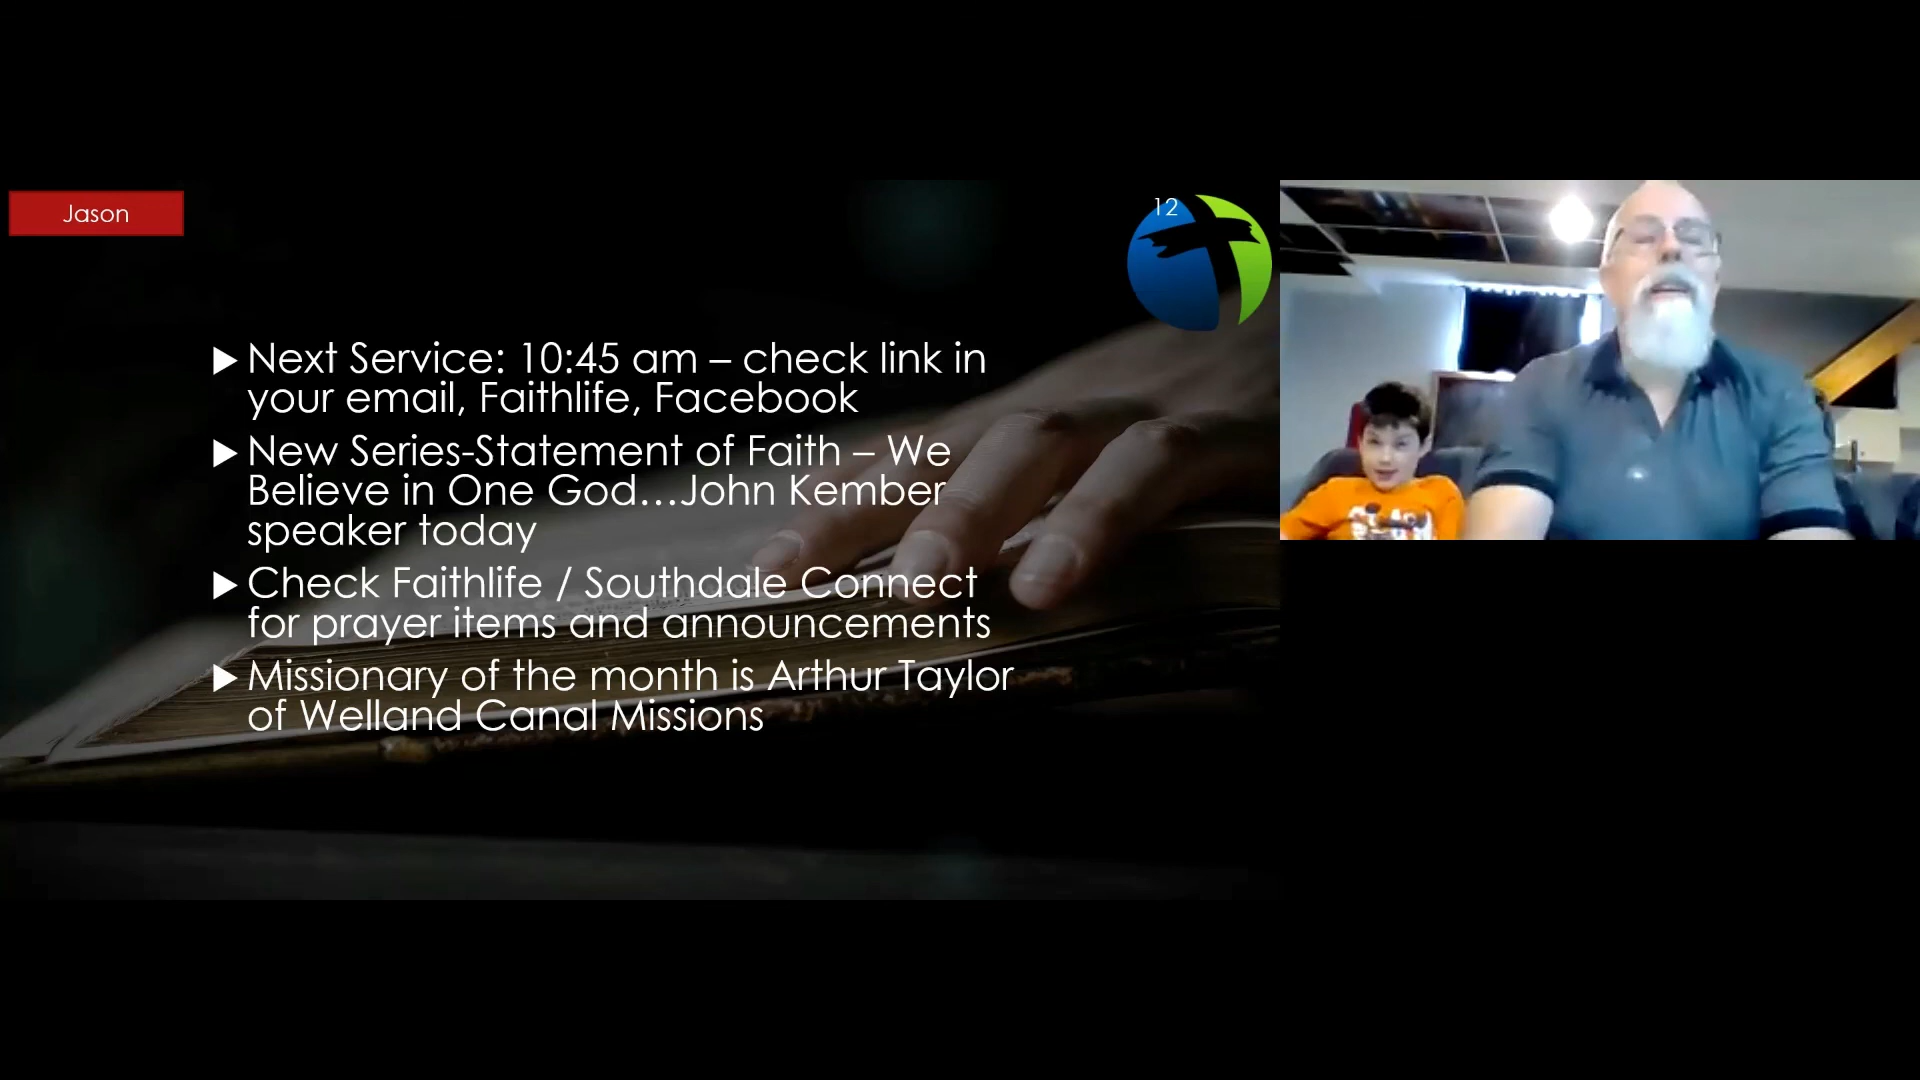 Jason
12
▶ Next Service: 10:45 am – check link in
your email, Faithlife, Facebook
▶ New Series-Statement of Faith – We
Believe in One God...John Kember
speaker today
▶ Check Faithlife / Southdale Connect
for prayer items and announcements
▶ Missionary of the month is Arthur Taylor
of Welland Canal Missions